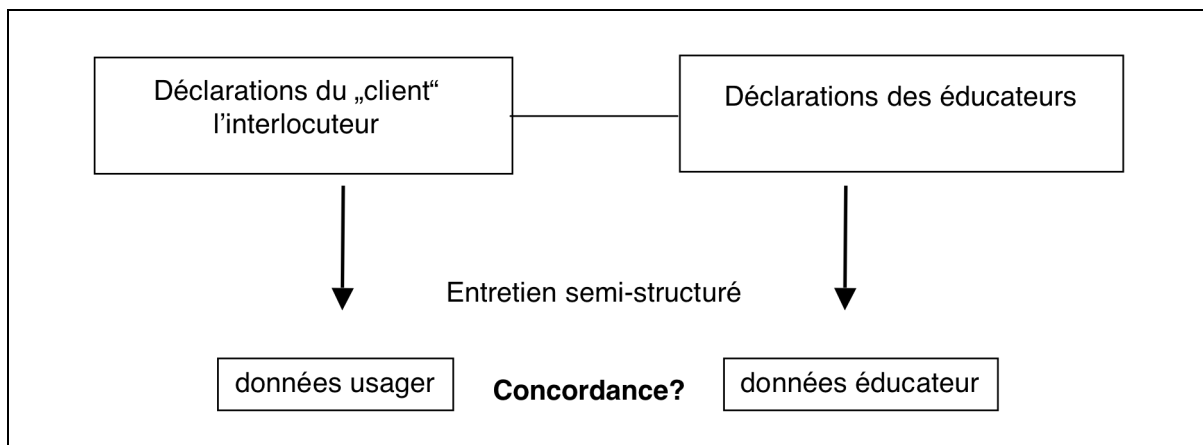 Déclarations du „client“
l’interlocuteur
Déclarations des éducateurs
Entretien semi-structuré
données usager
Concordance?
données éducateur